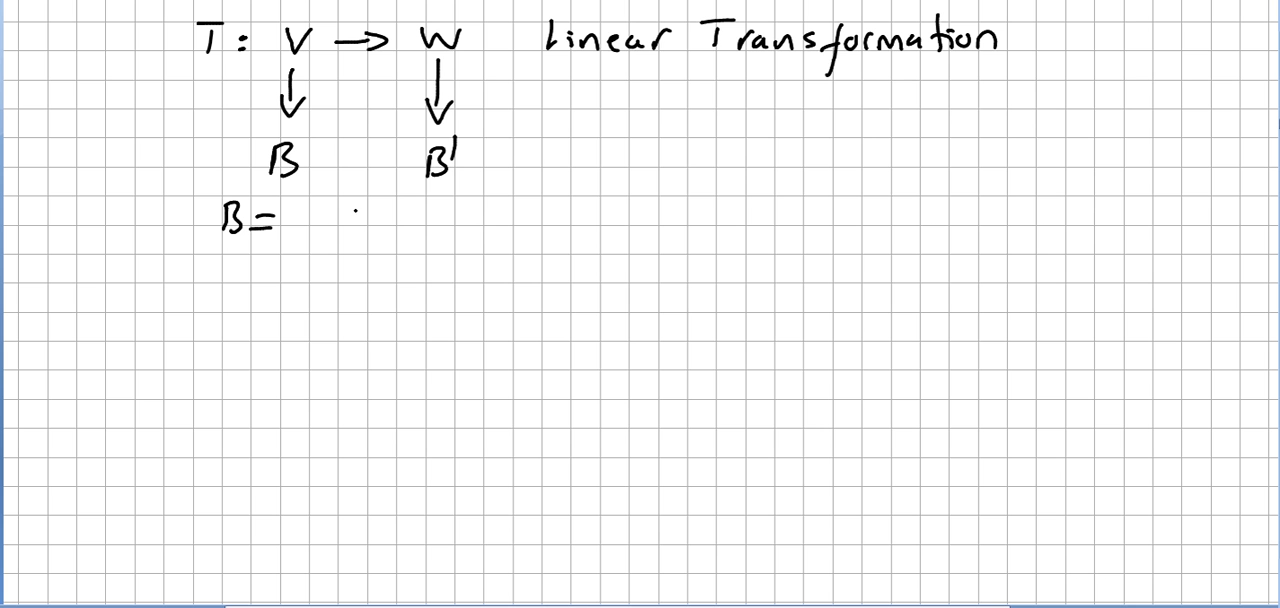 T: V → W Linear Transformation
↓ ↓
B B'
B =